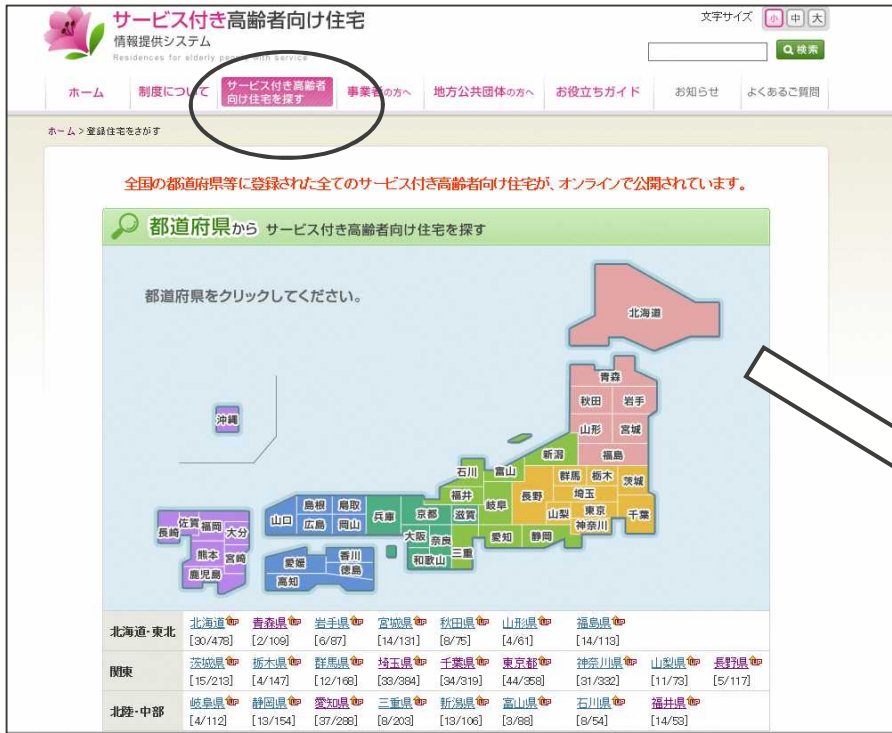 サービス付き高齢者向け住宅
情報提供システム
Residences for elderly people with service
文字サイズ 小 中 大
検索
ホーム 制度について サービス付き高齢者向け住宅を探す 事業者の方へ 地方公共団体の方へ お役立ちガイド お知らせ よくあるご質問
ホーム > 登録住宅をさがす
全国の都道府県等に登録された全てのサービス付き高齢者向け住宅が、オンラインで公開されています。
都道府県から サービス付き高齢者向け住宅を探す
都道府県をクリックしてください。
北海道
青森
秋田 岩手
山形 宮城
新潟 福島
沖縄
石川 富山 群馬 栃木 茨城
福井 岐阜 長野 埼玉
山梨 東京 千葉
神奈川
島根 鳥取 兵庫 京都 滋賀
山口 広島 岡山
大阪 奈良 三重 愛知 静岡
和歌山
佐賀 福岡 大分
長崎
熊本 宮崎
鹿児島
愛媛 香川
高知 徳島
北海道・東北 北海道 青森県 岩手県 宮城県 秋田県 山形県 福島県
[30/478] [2/109] [6/87] [14/131] [8/75] [4/61] [14/113]
関東 茨城県 栃木県 群馬県 埼玉県 千葉県 東京都 神奈川県 山梨県 長野県
[15/213] [4/147] [12/168] [33/384] [34/319] [44/358] [31/332] [11/73] [5/117]
北陸・中部 岐阜県 静岡県 愛知県 三重県 新潟県 富山県 石川県 福井県
[4/112] [13/154] [37/288] [8/203] [13/106] [3/88] [8/54] [14/53]